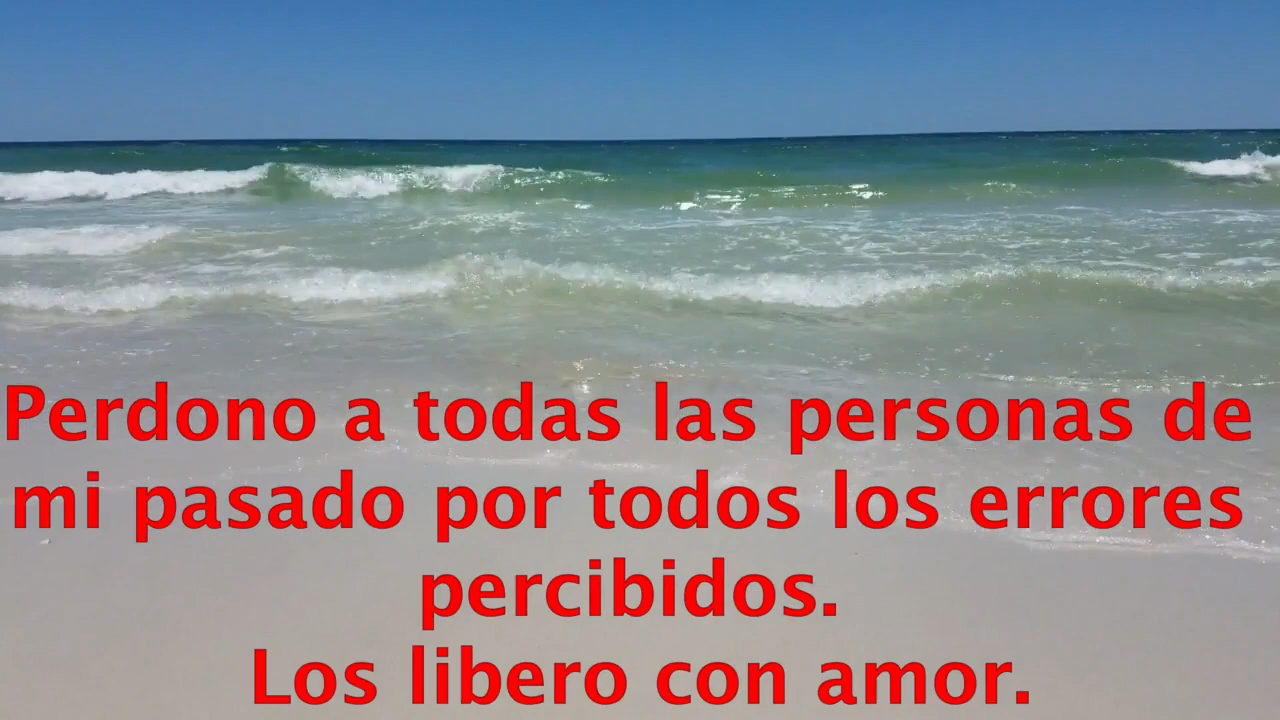 Perdono a todas las personas de
mi pasado por todos los errores
percibidos.
Los libero con amor.